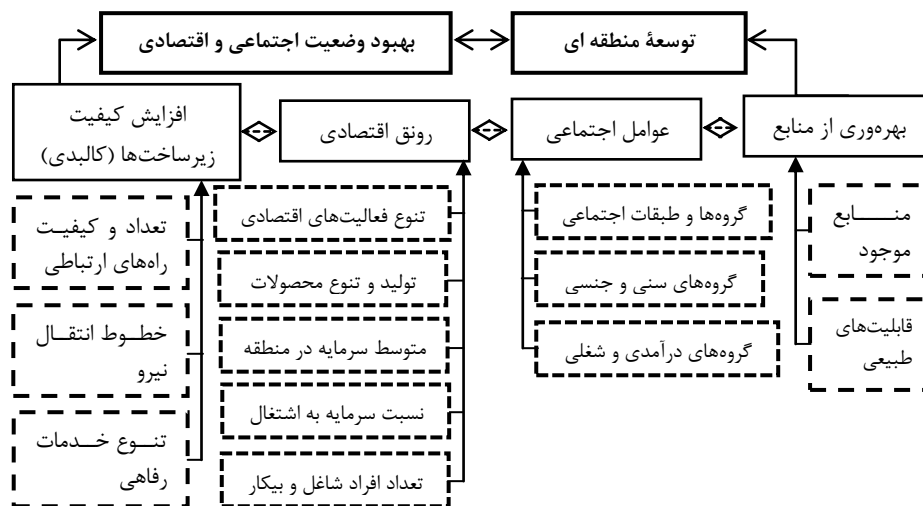 توسعهٔ منطقه ای
بهبود وضعیت اجتماعی و اقتصادی
بهره‌وری از منابع
عوامل اجتماعی
رونق اقتصادی
افزایش کیفیت
زیرساخت‌ها (کالبدی)
منابع
موجود
قابلیت‌های
طبیعی
گروه‌ها و طبقات اجتماعی
گروه‌های سنی و جنسی
گروه‌های درآمدی و شغلی
تنوع فعالیت‌های اقتصادی
تولید و تنوع محصولات
متوسط سرمایه در منطقه
نسبت سرمایه به اشتغال
تعداد افراد شاغل و بیکار
تعداد و کیفیت
راه‌های ارتباطی
خطوط انتقال
نیرو
تنوع خدمات
رفاهی